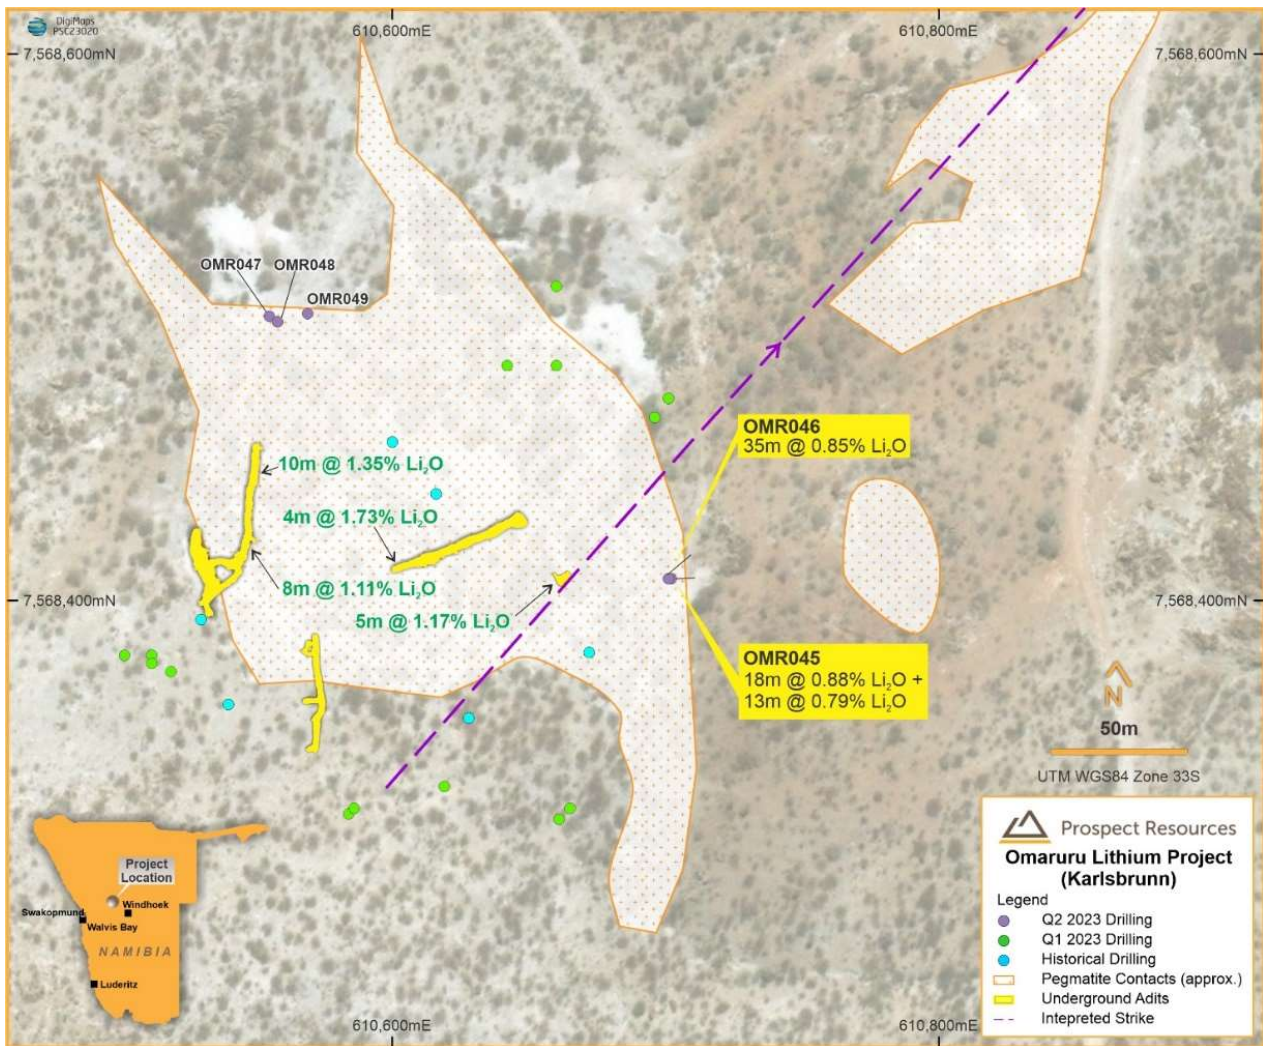 DigiMaps
PSC23020
610,600mE
610,800mE
7,568,600mN
7,568,600mN
OMR047
OMR048
OMR049
OMR046
35m @ 0.85% Li₂O
10m @ 1.35% Li₂O
4m @ 1.73% Li₂O
8m @ 1.11% Li₂O
5m @ 1.17% Li₂O
7,568,400mN
7,568,400mN
OMR045
18m @ 0.88% Li₂O +
13m @ 0.79% Li₂O
N
50m
UTM WGS84 Zone 33S
Project
Location
Swakopmund
Windhoek
Walvis Bay
NAMIBIA
Luderitz
Prospect Resources
Omaruru Lithium Project
(Karlsbrunn)
Legend
Q2 2023 Drilling
Q1 2023 Drilling
Historical Drilling
Pegmatite Contacts (approx.)
Underground Adits
Intepreted Strike
610,600mE
610,800mE